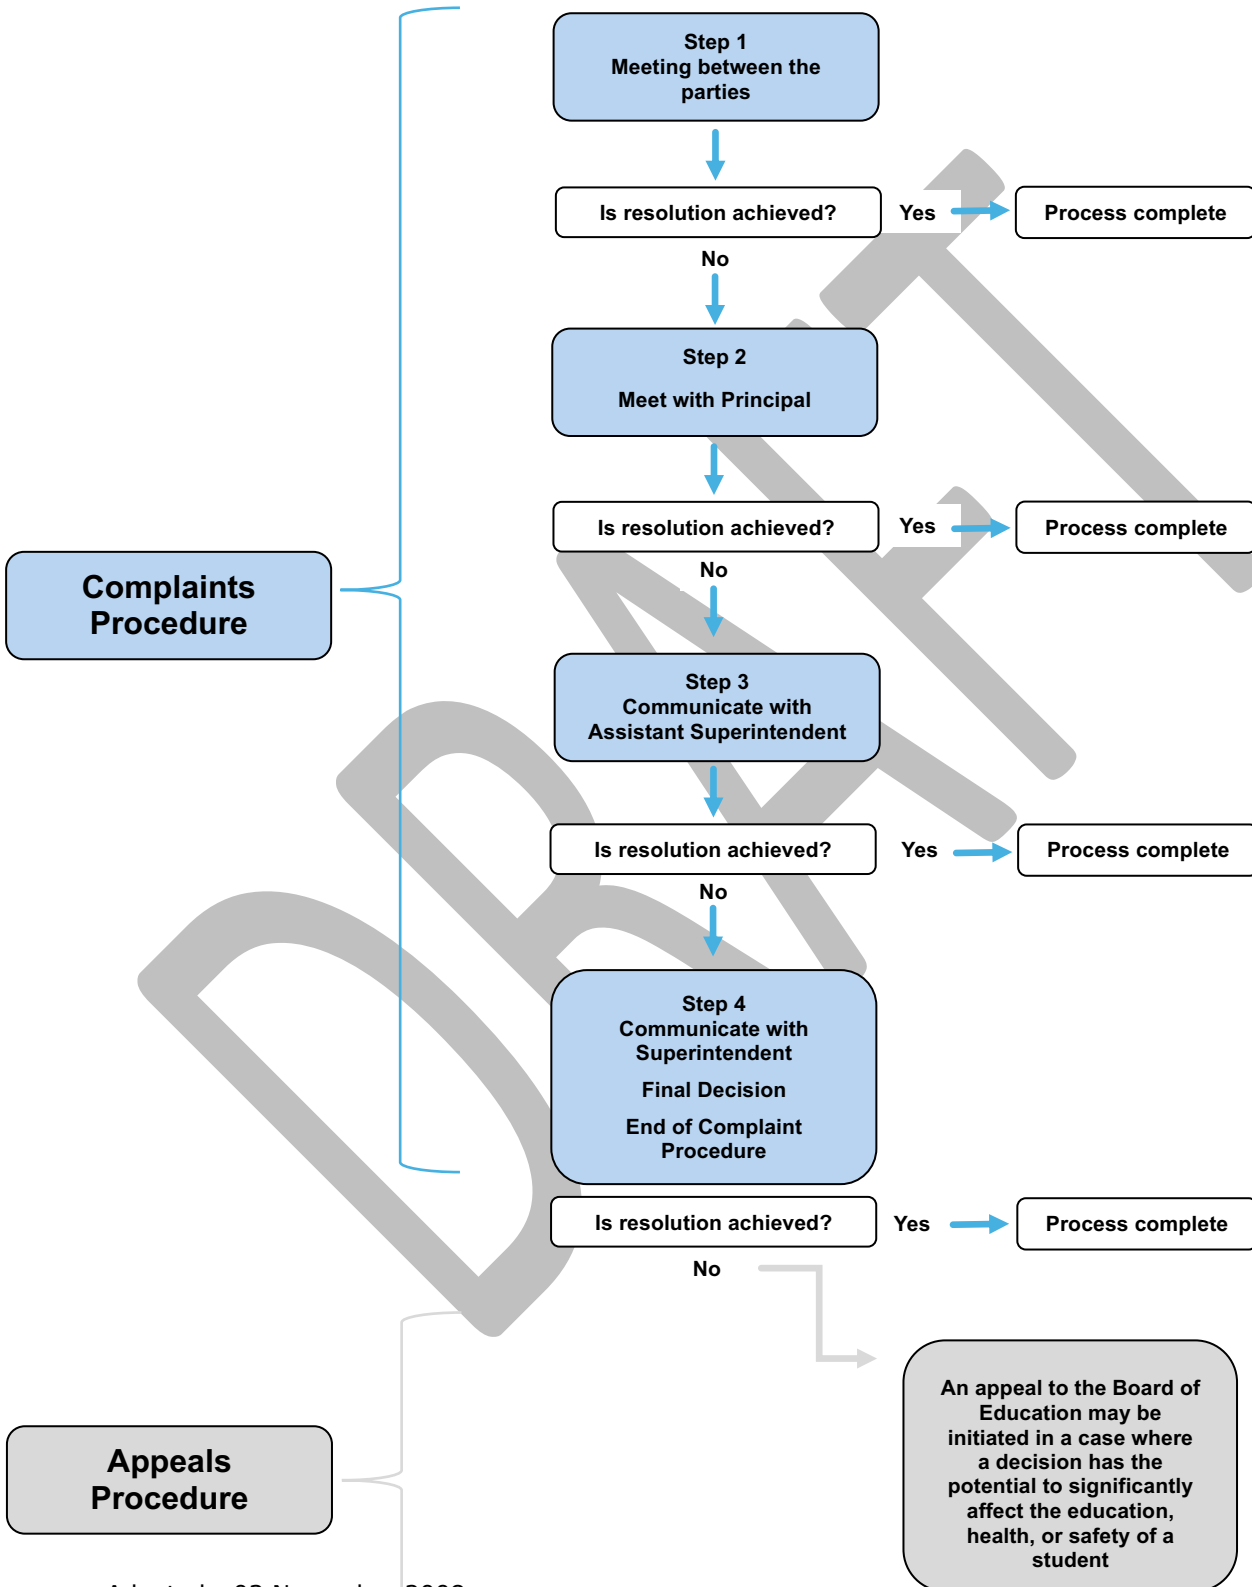 Step 1
Meeting between the
parties
Is resolution achieved?
Yes
Process complete
No
Step 2
Meet with Principal
Is resolution achieved?
Yes
Process complete
No
Complaints
Procedure
Step 3
Communicate with
Assistant Superintendent
Is resolution achieved?
Yes
Process complete
No
Step 4
Communicate with
Superintendent
Final Decision
End of Complaint
Procedure
Is resolution achieved?
Yes
Process complete
No
An appeal to the Board of
Education may be
initiated in a case where
a decision has the
potential to significantly
affect the education,
health, or safety of a
student
Appeals
Procedure
DRAFT